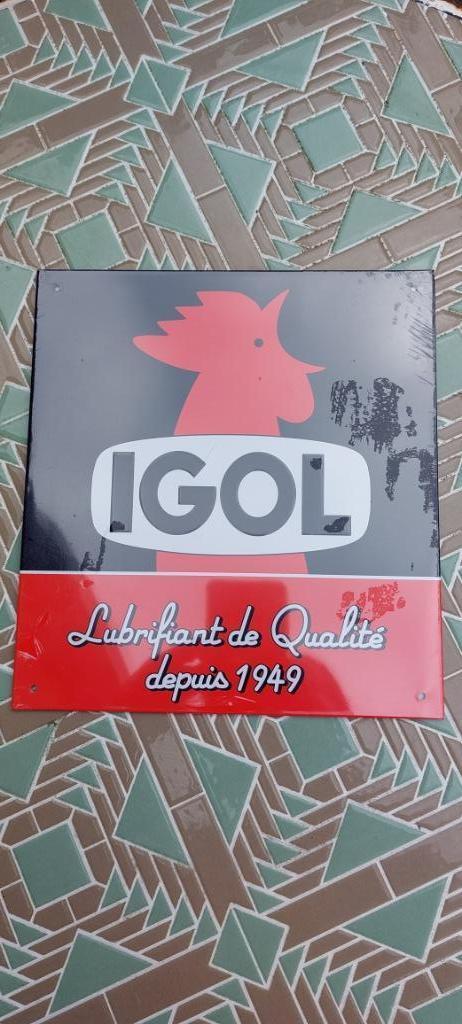 IGOL
Lubrifiant de Qualité
depuis 1949